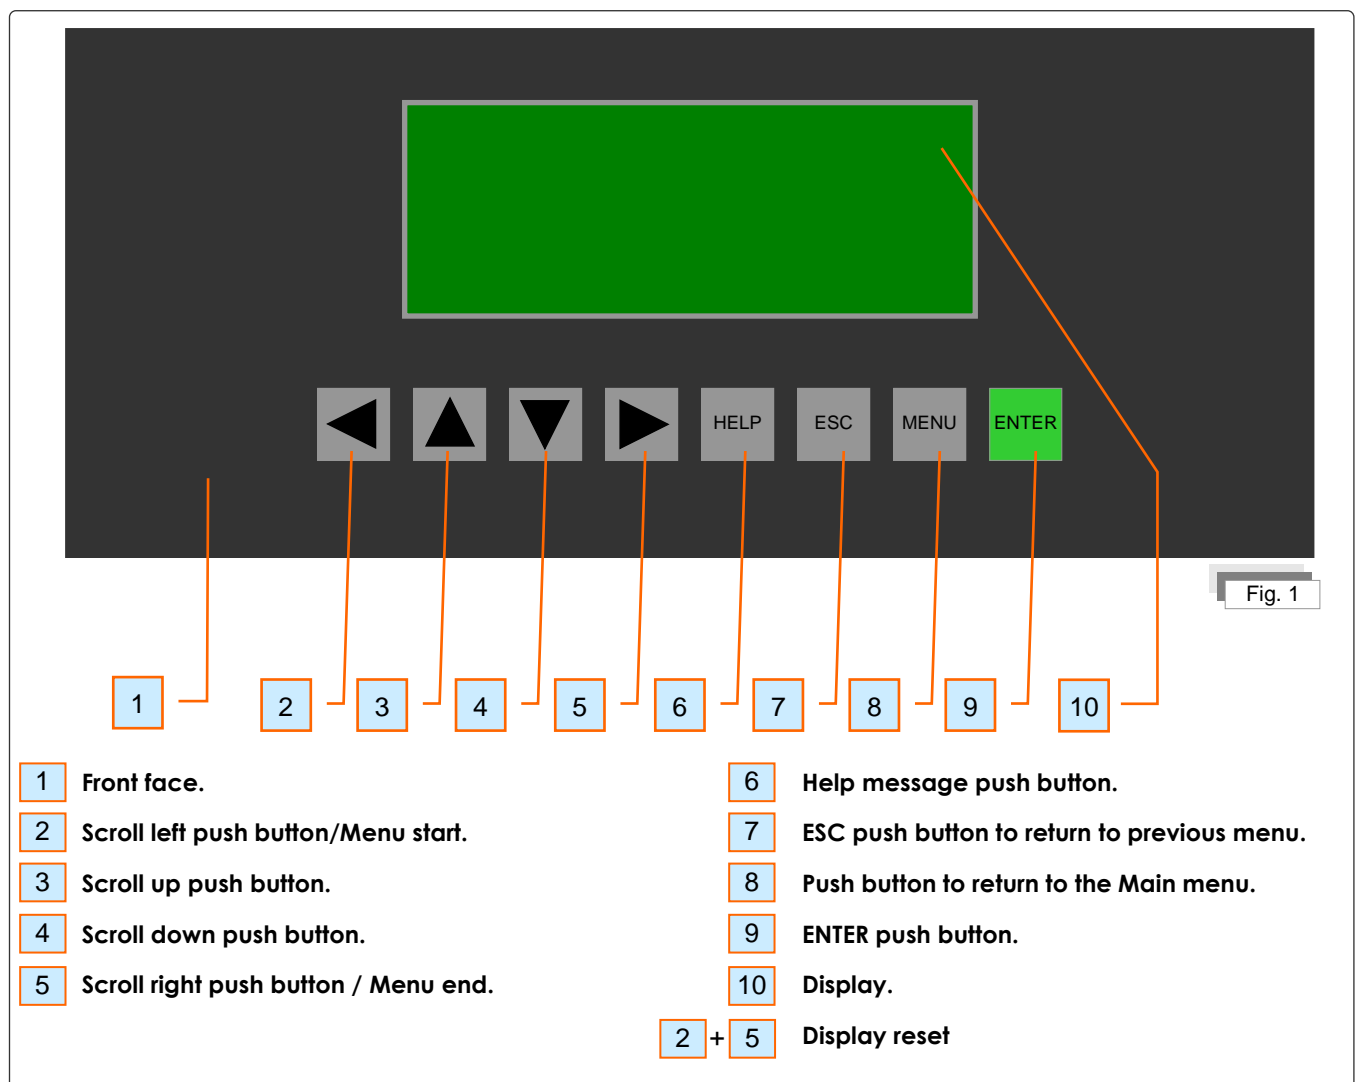 HELP ESC MENU ENTER
Fig. 1
1 2 3 4 5 6 7 8 9 10
1 Front face.
2 Scroll left push button/Menu start.
3 Scroll up push button.
4 Scroll down push button.
5 Scroll right push button / Menu end.
6 Help message push button.
7 ESC push button to return to previous menu.
8 Push button to return to the Main menu.
9 ENTER push button.
10 Display.
2 + 5 Display reset